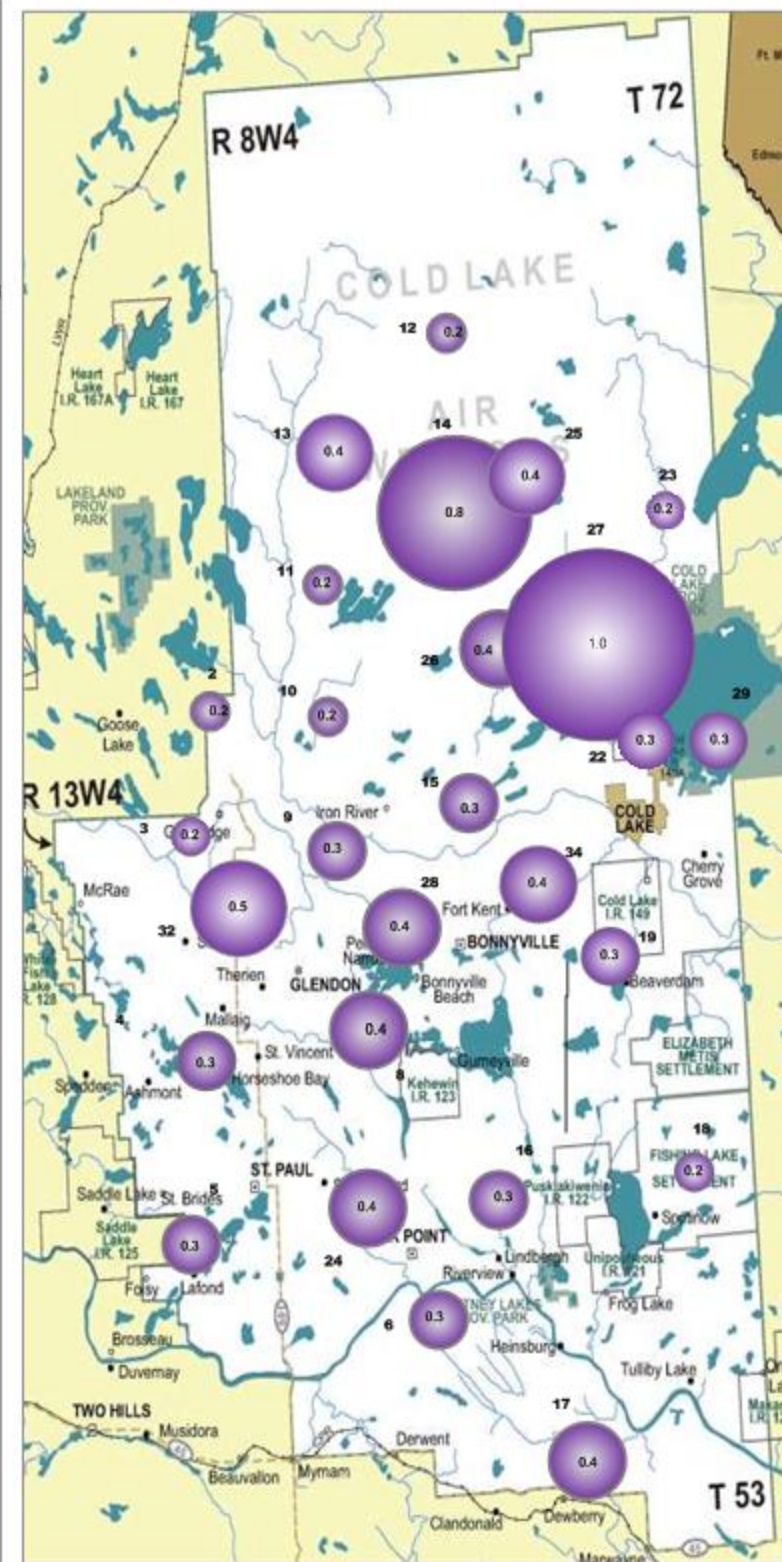 Ft. M
R 8W4
T 72
Edmo
COLD LAKE
12
0.2
Heart
Lake
I.R. 167A
Heart
Lake
I.R. 167
AIR
14
13
0.4
25
0.4
LAKELAND
PROV.
PARK
23
0.2
0.8
27
11
0.2
COLD
LAKE
1.0
26
0.4
2
0.2
10
0.2
29
Goose
Lake
0.3
0.3
22
R 13W4
15
0.3
COLD
LAKE
9
Iron River
3
0.2
0.3
34
0.4
Cherry
Grove
McRae
28
0.5
Fort Kent
Cold Lake
I.R. 149
0.4
32
BONNYVILLE
19
0.3
Therien
GLENDON
Bonnyville
Beach
Beaverdam
4
Mallaig
0.4
ELIZABETH
METIS
SETTLEMENT
St. Vincent
Gurneyville
0.3
8
Horseshoe Bay
Kehewin
I.R. 123
Ashmont
18
16
ST. PAUL
0.2
Saddle Lake
St. Brides
5
0.3
Puskiakiwenin
I.R. 122
0.4
Saddle
Lake
I.R. 125
0.3
24
Lindbergh
Riverview
Unipouheos
Foisy
Lafond
Frog Lake
6
0.3
Brosseau
Heinsburg
Duvernay
Tulliby Lake
17
TWO HILLS
Musidora
Derwent
0.4
Beauvallon
Myrnam
T 53
Clandonald
Dewberry
45